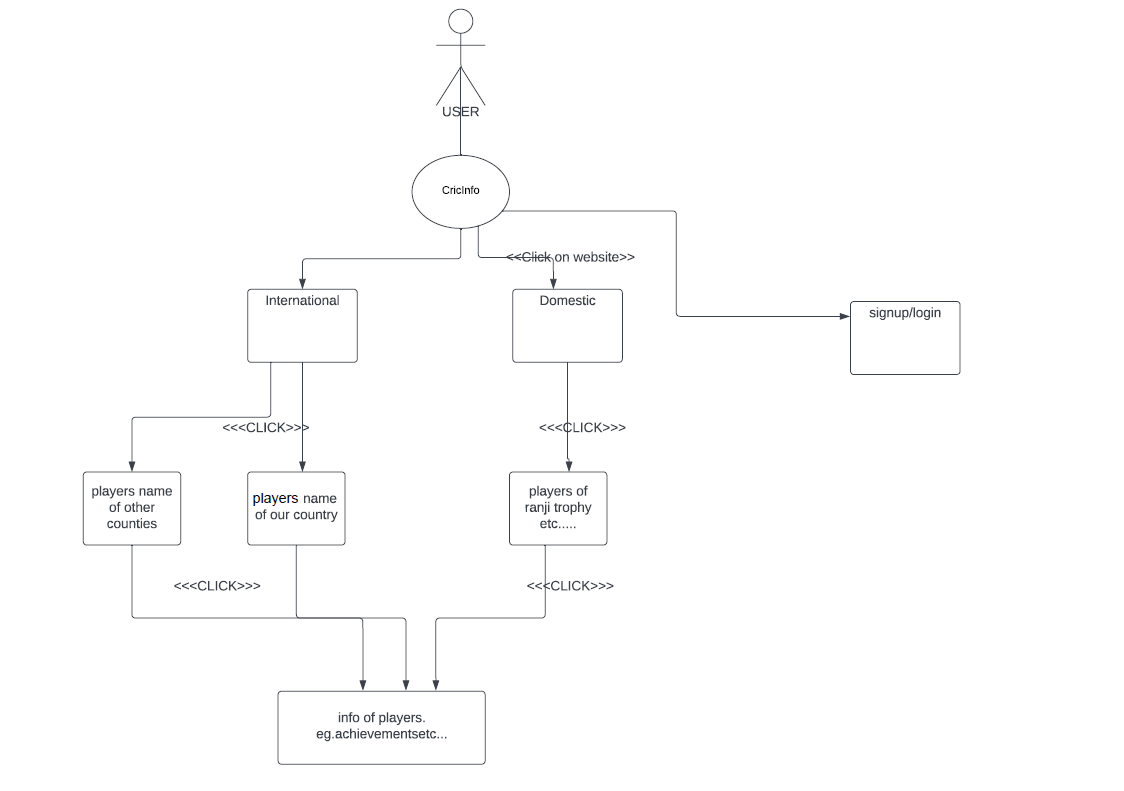 USER
CricInfo
<<Click on website>>
International
Domestic
signup/login
<<<CLICK>>>
<<<CLICK>>>
players name
of other
counties
players name
of our country
players of
ranji trophy
etc.....
<<<CLICK>>>
<<<CLICK>>>
info of players.
eg.achievementsetc...